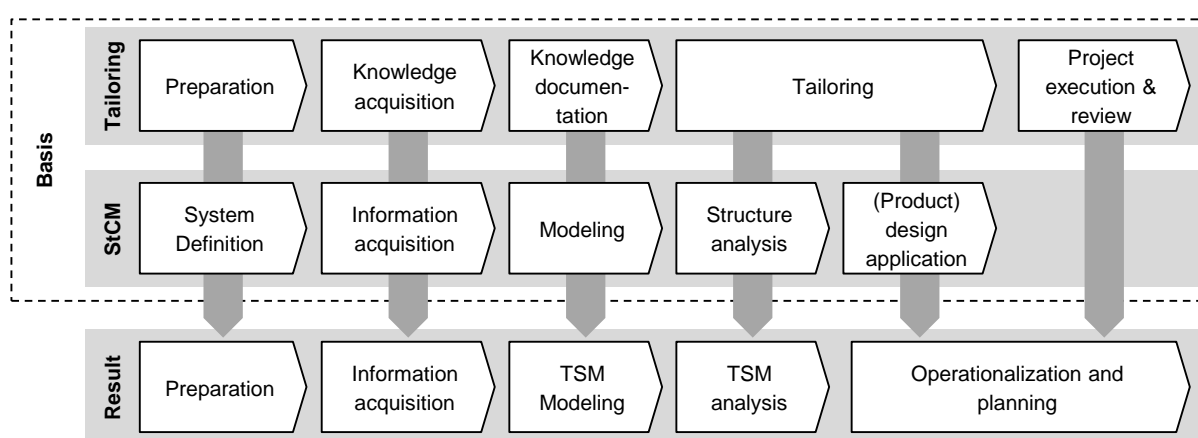 Basis
Tailoring
Preparation
Knowledge
acquisition
Knowledge
documen-
tation
Tailoring
Project
execution &
review
StCM
System
Definition
Information
acquisition
Modeling
Structure
analysis
(Product)
design
application
Result
Preparation
Information
acquisition
TSM
Modeling
TSM
analysis
Operationalization and
planning